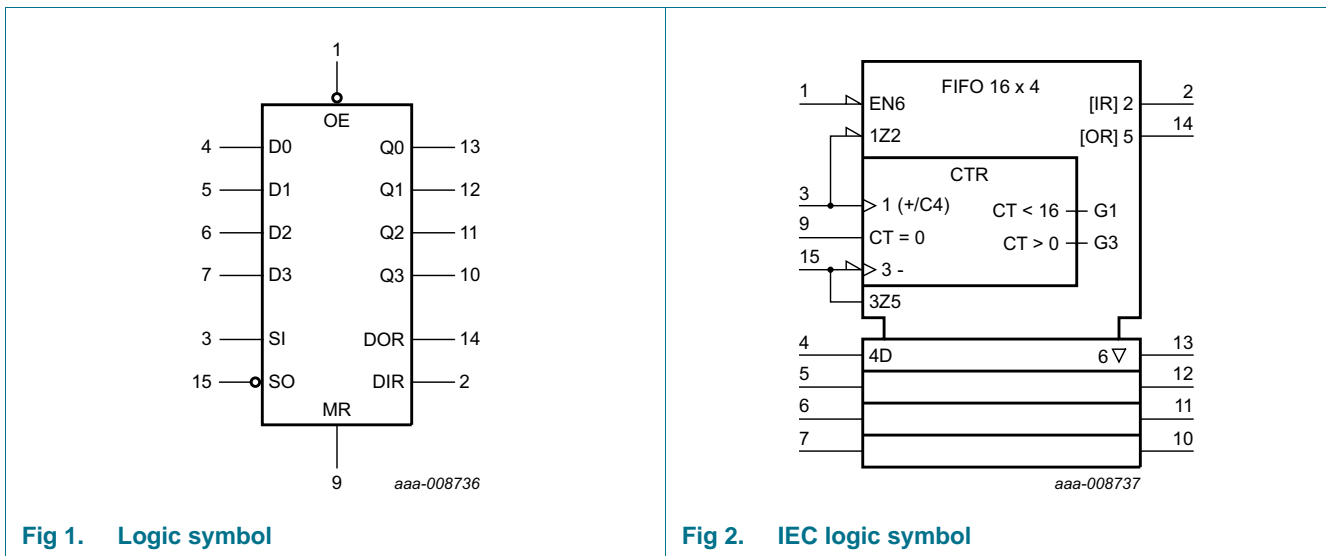 1
OE
4 D0 Q0 13
5 D1 Q1 12
6 D2 Q2 11
7 D3 Q3 10
3 SI DOR 14
15 SO DIR 2
MR
9 aaa-008736
Fig 1. Logic symbol
FIFO 16 x 4
1 EN6 [IR] 2 2
1Z2 [OR] 5 14
CTR
3 1 (+/C4) CT < 16 G1
9 CT = 0 CT > 0 G3
15 3 -
3Z5
4 4D 6 ▽ 13
5 12
6 11
7 10
aaa-008737
Fig 2. IEC logic symbol